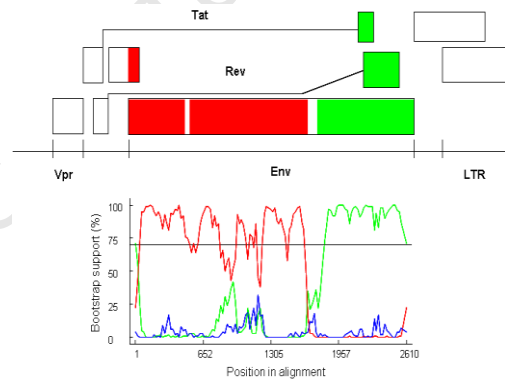 Tat
Rev
Vpr
Env
LTR
Bootstrap support (%)
100
75
50
25
0
1
652
1305
1957
2610
Position in alignment